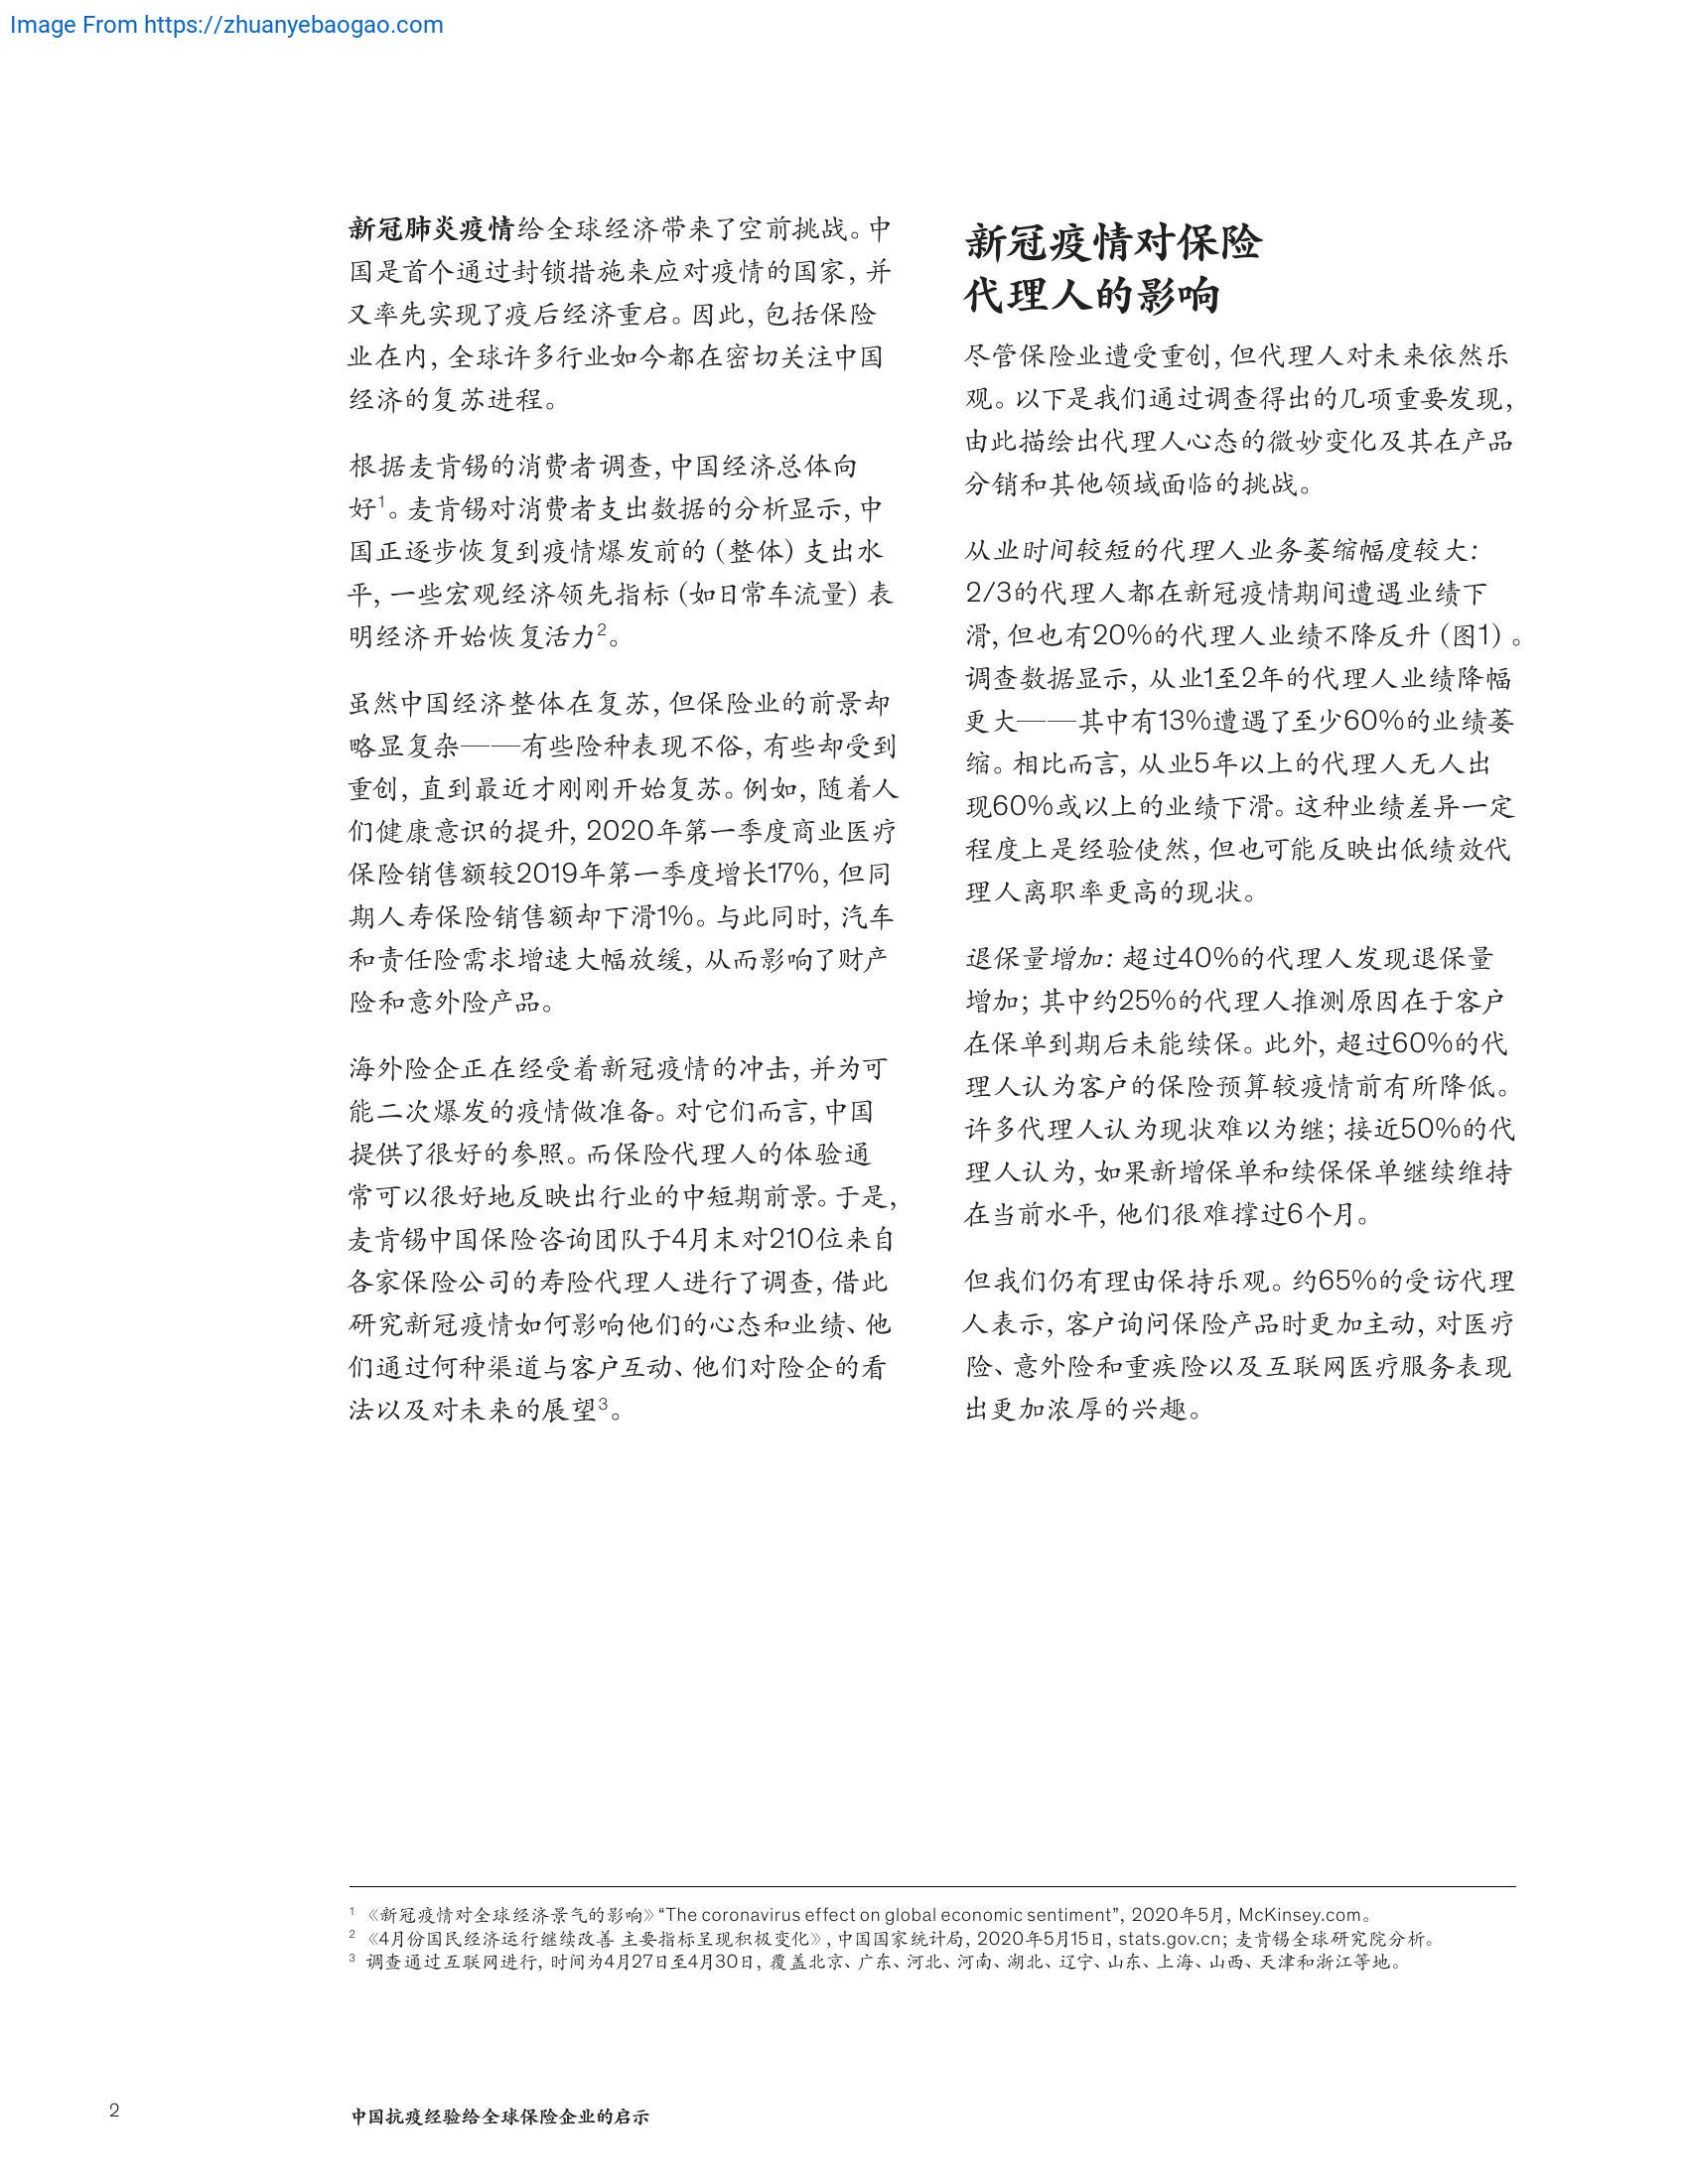 Image From https://zhuanyebaogao.com
新冠肺炎疫情给全球经济带来了空前挑战。中
国是首个通过封锁措施来应对疫情的国家，并
又率先实现了疫后经济重启。因此，包括保险
业在内，全球许多行业如今都在密切关注中国
经济的复苏进程。
根据麦肯锡的消费者调查，中国经济总体向
好¹。麦肯锡对消费者支出数据的分析显示，中
国正逐步恢复到疫情爆发前的（整体）支出水
平，一些宏观经济领先指标（如日常车流量）表
明经济开始恢复活力²。
虽然中国经济整体在复苏，但保险业的前景却
略显复杂——有些险种表现不俗，有些却受到
重创，直到最近才刚刚开始复苏。例如，随着人
们健康意识的提升，2020年第一季度商业医疗
保险销售额较2019年第一季度增长17%，但同
期人寿保险销售额却下滑1%。与此同时，汽车
和责任险需求增速大幅放缓，从而影响了财产
险和意外险产品。
海外险企正在经受着新冠疫情的冲击，并为可
能二次爆发的疫情做准备。对它们而言，中国
提供了很好的参照。而保险代理人的体验通
常可以很好地反映出行业的中短期前景。于是，
麦肯锡中国保险咨询团队于4月末对210位来自
各家保险公司的寿险代理人进行了调查，借此
研究新冠疫情如何影响他们的心态和业绩、他
们通过何种渠道与客户互动、他们对险企的看
法以及对未来的展望³。
新冠疫情对保险
代理人的影响
尽管保险业遭受重创，但代理人对未来依然乐
观。以下是我们通过调查得出的几项重要发现，
由此描绘出代理人心态的微妙变化及其在产品
分销和其他领域面临的挑战。
从业时间较短的代理人业务萎缩幅度较大：
2/3的代理人都在新冠疫情期间遭遇业绩下
滑，但也有20%的代理人业绩不降反升（图1）。
调查数据显示，从业1至2年的代理人业绩降幅
更大——其中有13%遭遇了至少60%的业绩萎
缩。相比而言，从业5年以上的代理人无人出
现60%或以上的业绩下滑。这种业绩差异一定
程度上是经验使然，但也可能反映出低绩效代
理人离职率更高的现状。
退保量增加：超过40%的代理人发现退保量
增加；其中约25%的代理人推测原因在于客户
在保单到期后未能续保。此外，超过60%的代
理人认为客户的保险预算较疫情前有所降低。
许多代理人认为现状难以为继；接近50%的代
理人认为，如果新增保单和续保保单继续维持
在当前水平，他们很难撑过6个月。
但我们仍有理由保持乐观。约65%的受访代理
人表示，客户询问保险产品时更加主动，对医疗
险、意外险和重疾险以及互联网医疗服务表现
出更加浓厚的兴趣。
¹ 《新冠疫情对全球经济景气的影响》“The coronavirus effect on global economic sentiment”，2020年5月，McKinsey.com。
² 《4月份国民经济运行继续改善 主要指标呈现积极变化》，中国国家统计局，2020年5月15日，stats.gov.cn；麦肯锡全球研究院分析。
³ 调查通过互联网进行，时间为4月27日至4月30日，覆盖北京、广东、河北、河南、湖北、辽宁、山东、上海、山西、天津和浙江等地。
2
中国抗疫经验给全球保险企业的启示